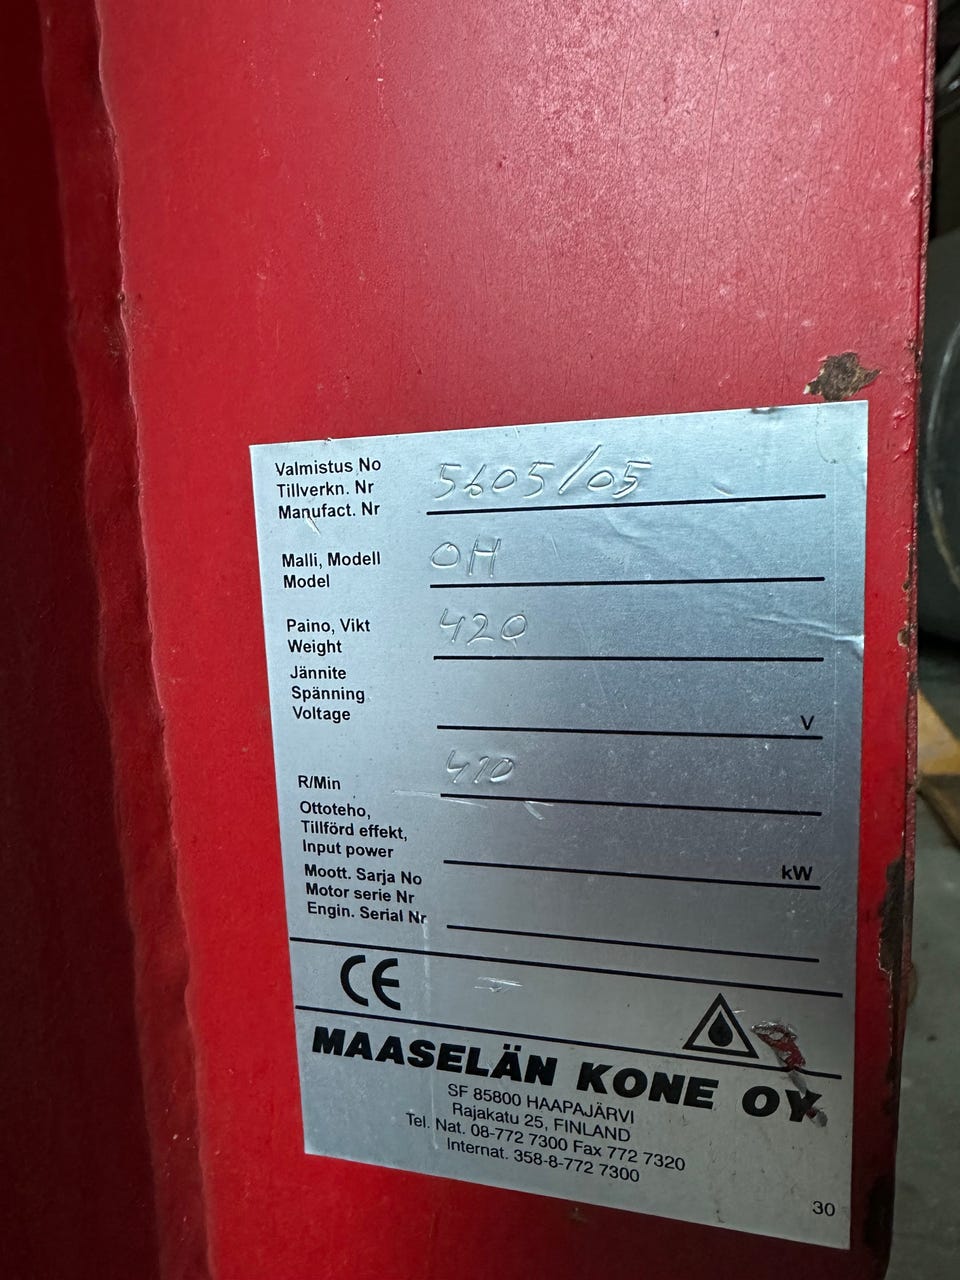 Valmistus No
Tillverkn. Nr
Manufact. Nr
5605/05
Malli, Modell
Model
OH
Paino, Vikt
Weight
420
Jännite
Spänning
Voltage
V
R/Min
410
Ottoteho,
Tillförd effekt,
Input power
kW
Moott. Sarja No
Motor serie Nr
Engin. Serial Nr
CE
MAASELÄN KONE OY
SF 85800 HAAPAJÄRVI
Rajakatu 25, FINLAND
Tel. Nat. 08-772 7300 Fax 772 7320
Internat. 358-8-772 7300
30